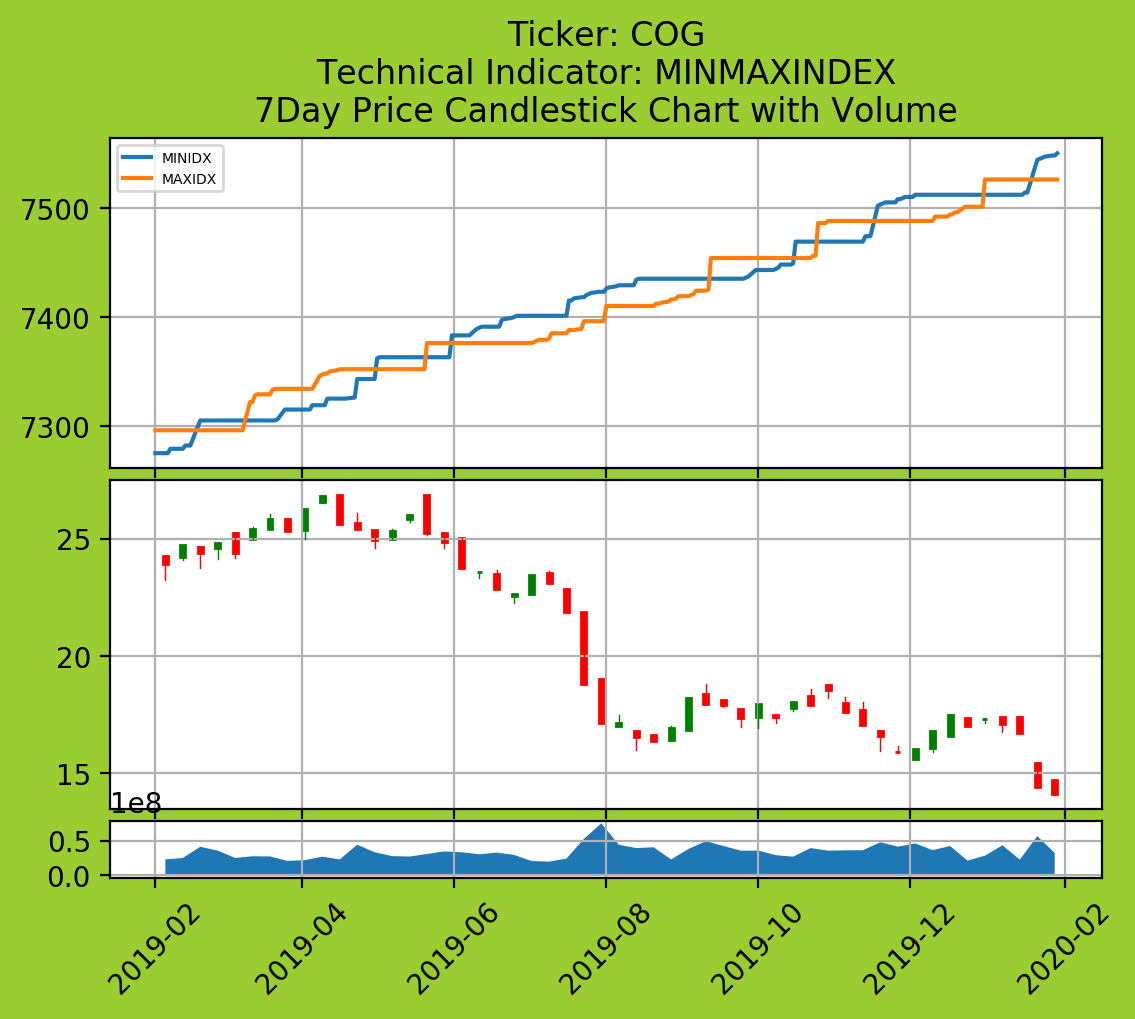 Ticker: COG
Technical Indicator: MINMAXINDEX
7Day Price Candlestick Chart with Volume
MINIDX
MAXIDX
7500
7400
7300
25
20
15
1e8
0.5
0.0
2019-02
2019-04
2019-06
2019-08
2019-10
2019-12
2020-02